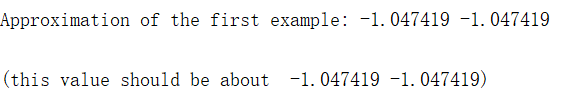 Approximation of the first example: -1.047419 -1.047419
(this value should be about  -1.047419 -1.047419)